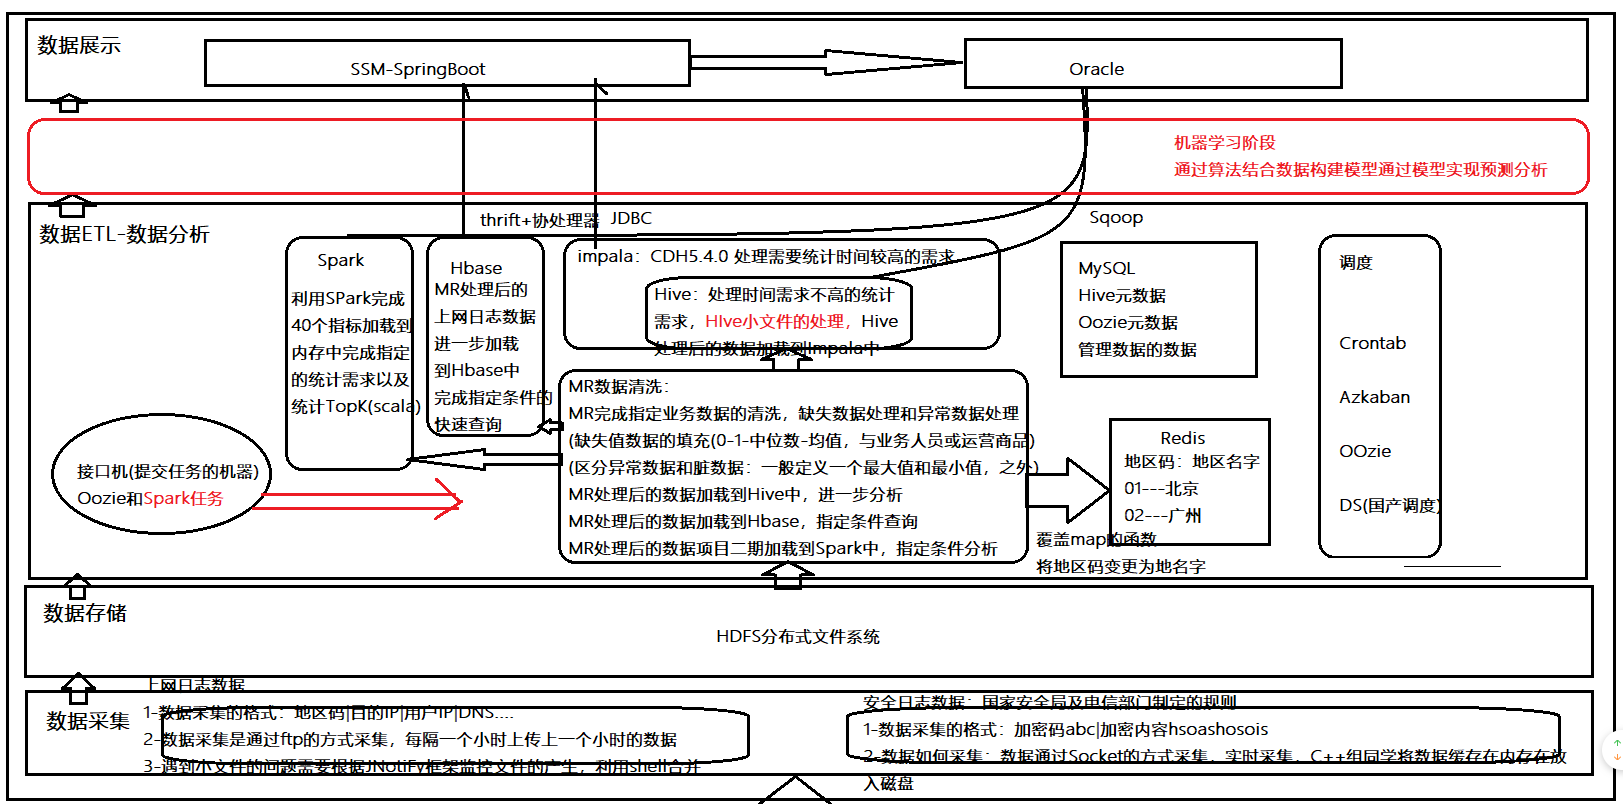 数据展示
SSM-SpringBoot
Oracle
机器学习阶段
通过算法结合数据构建模型通过模型实现预测分析
数据ETL-数据分析
thrift+协处理器
JDBC
Sqoop
Spark
利用SPark完成
40个指标加载到
内存中完成指定
的统计需求以及
统计TopK(scala)
Hbase
MR处理后的
上网日志数据
进一步加载
到Hbase中
完成指定条件的
快速查询
impala：CDH5.4.0 处理需要统计时间较高的需求
Hive：处理时间需求不高的统计
需求，HIve小文件的处理，Hive
处理后的数据加载到Impala中
MySQL
Hive元数据
Oozie元数据
管理数据的数据
调度
Crontab
Azkaban
OOzie
DS(国产调度)
接口机(提交任务的机器)
Oozie和Spark任务
MR数据清洗：
MR完成指定业务数据的清洗，缺失数据处理和异常数据处理
(缺失值数据的填充(0-1-中位数-均值，与业务人员或运营商品)
(区分异常数据和脏数据：一般定义一个最大值和最小值，之外)
MR处理后的数据加载到Hive中，进一步分析
MR处理后的数据加载到Hbase，指定条件查询
MR处理后的数据项目二期加载到Spark中，指定条件分析
Redis
地区码：地区名字
01---北京
02---广州
覆盖map的函数
将地区码变更为地名字
数据存储
HDFS分布式文件系统
数据采集
上网日志数据
1-数据采集的格式：地区码|目的IP|用户IP|DNS....
2-数据采集是通过ftp的方式采集，每隔一个小时上传上一个小时的数据
3-遇到小文件的问题需要根据JNotiFy框架监控文件的产生，利用shell合并
安全日志数据：国家安全局及电信部门制定的规则
1-数据采集的格式：加密码abc|加密内容hsoashosois
2-数据如何采集：数据通过Socket的方式采集，实时采集，C++组同学将数据缓存在内存在放
入磁盘